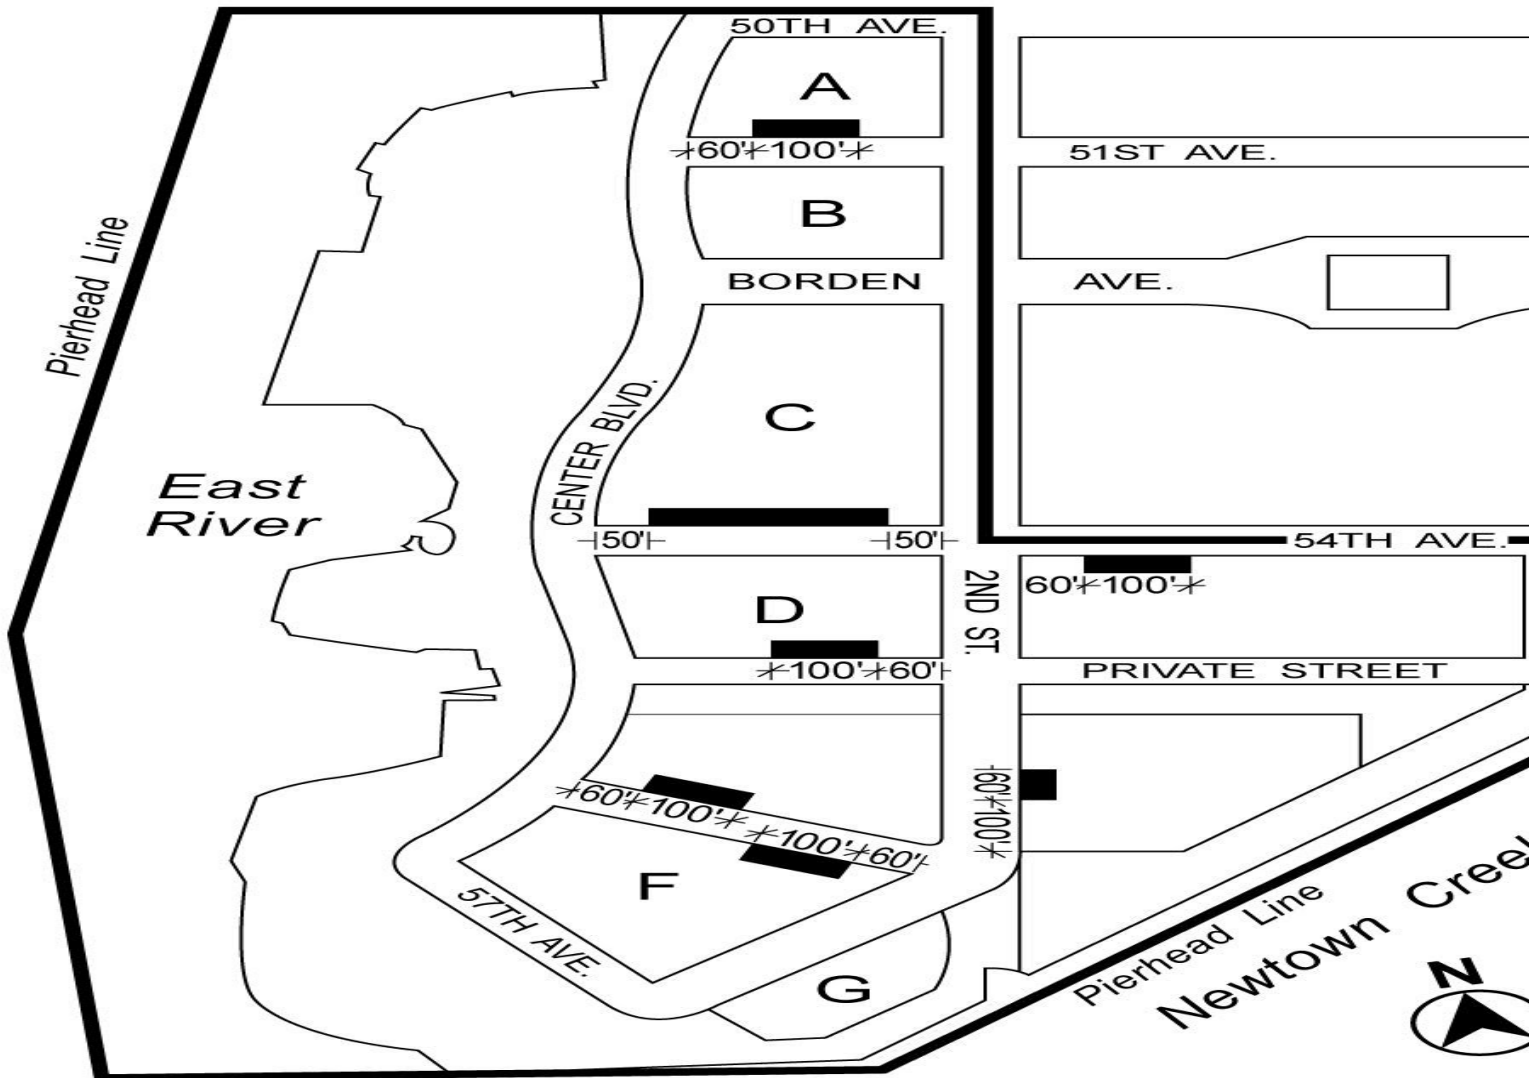 50TH AVE.
A
60' 100'
51ST AVE.
B
BORDEN AVE.
Pierhead Line
C
CENTER BLVD.
East
River
50' 50'
54TH AVE.
60' 100'
2ND ST.
D
100' 60'
PRIVATE STREET
60' 100'
60' 100'
100' 60'
F
57TH AVE.
G
Pierhead Line
Newtown Creek
N